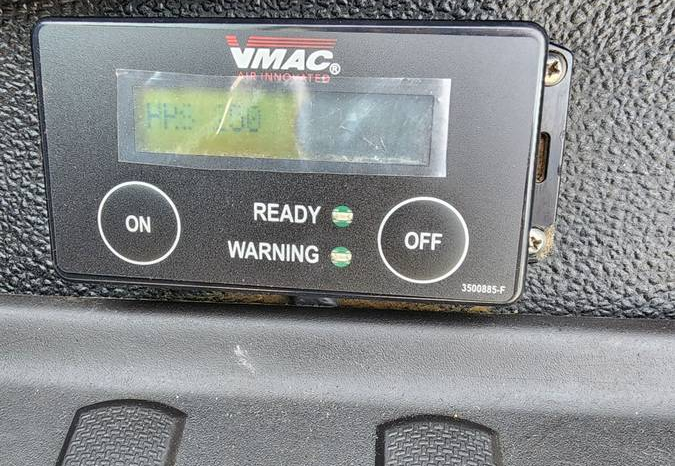 VMAC®
AIR INNOVATED
ON
READY
WARNING
OFF
3500885-F